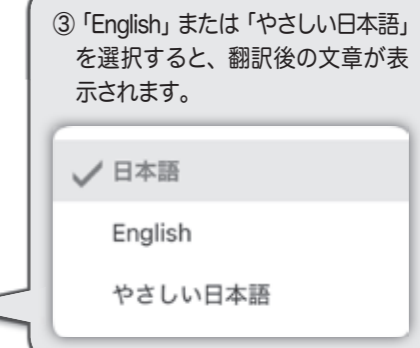 ③「English」または「やさしい日本語」
を選択すると、翻訳後の文章が表
示されます。
✓ 日本語
English
やさしい日本語